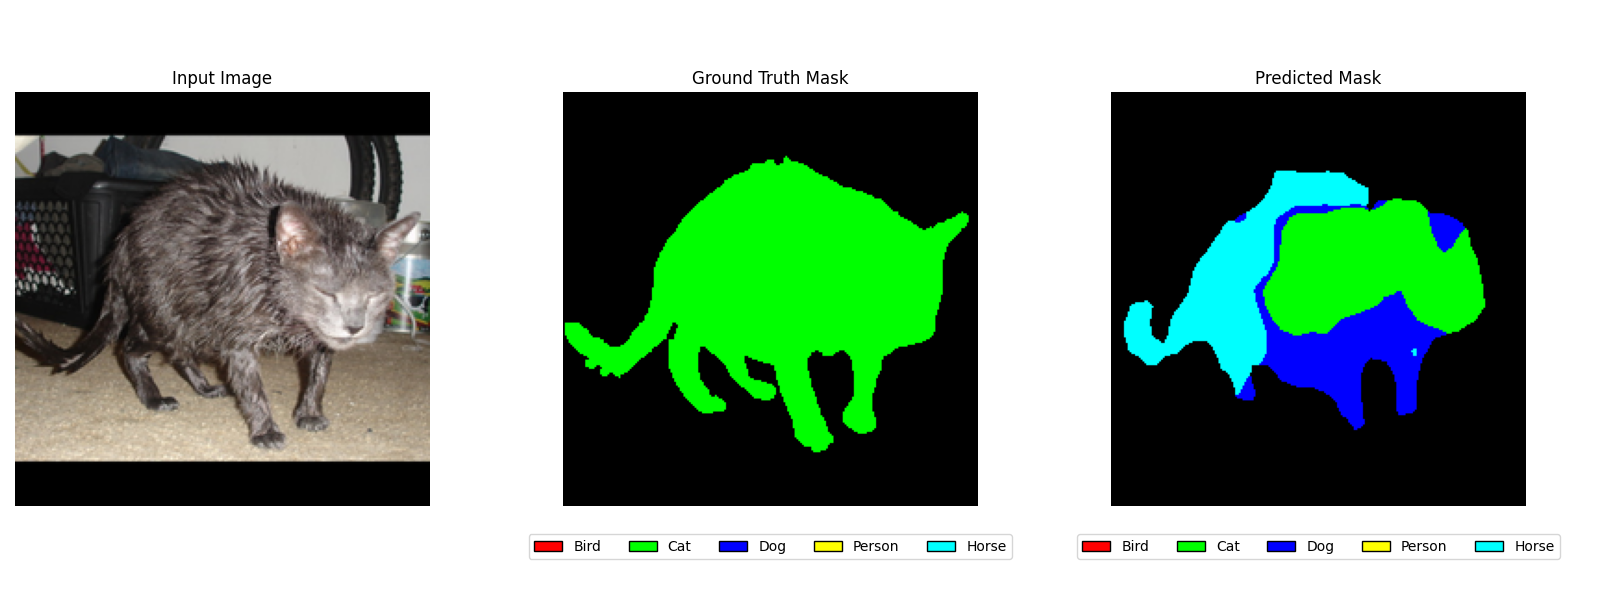 Input Image
Ground Truth Mask
Predicted Mask
Bird Cat Dog Person Horse
Bird Cat Dog Person Horse